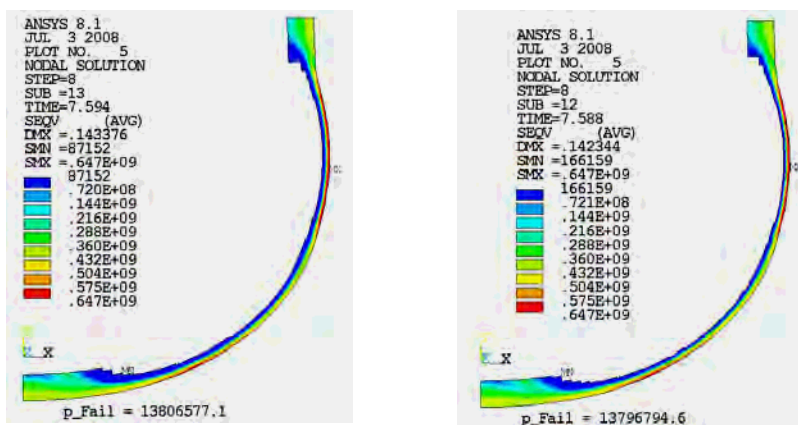 ANSYS 8.1
JUL 3 2008
PLOT NO. 5
NODAL SOLUTION
STEP=8
SUB =13
TIME=7.594
SEQV (AVG)
DMX =.143376
SMN =87152
SMX =.647E+09
87152
.720E+08
.144E+09
.216E+09
.288E+09
.360E+09
.432E+09
.504E+09
.575E+09
.647E+09
X
p_Fail = 13806577.1
ANSYS 8.1
JUL 3 2008
PLOT NO. 5
NODAL SOLUTION
STEP=8
SUB =12
TIME=7.588
SEQV (AVG)
DMX =.142344
SMN =166159
SMX =.647E+09
166159
.721E+08
.144E+09
.216E+09
.288E+09
.360E+09
.432E+09
.504E+09
.575E+09
.647E+09
X
p_Fail = 13796794.6